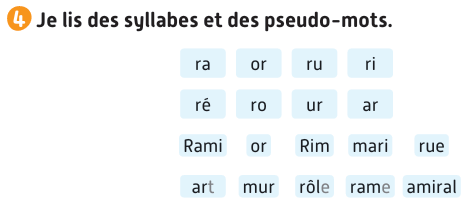 4 Je lis des syllabes et des pseudo-mots.
ra or ru ri
ré ro ur ar
Rami or Rim mari rue
art mur rôle rame amiral